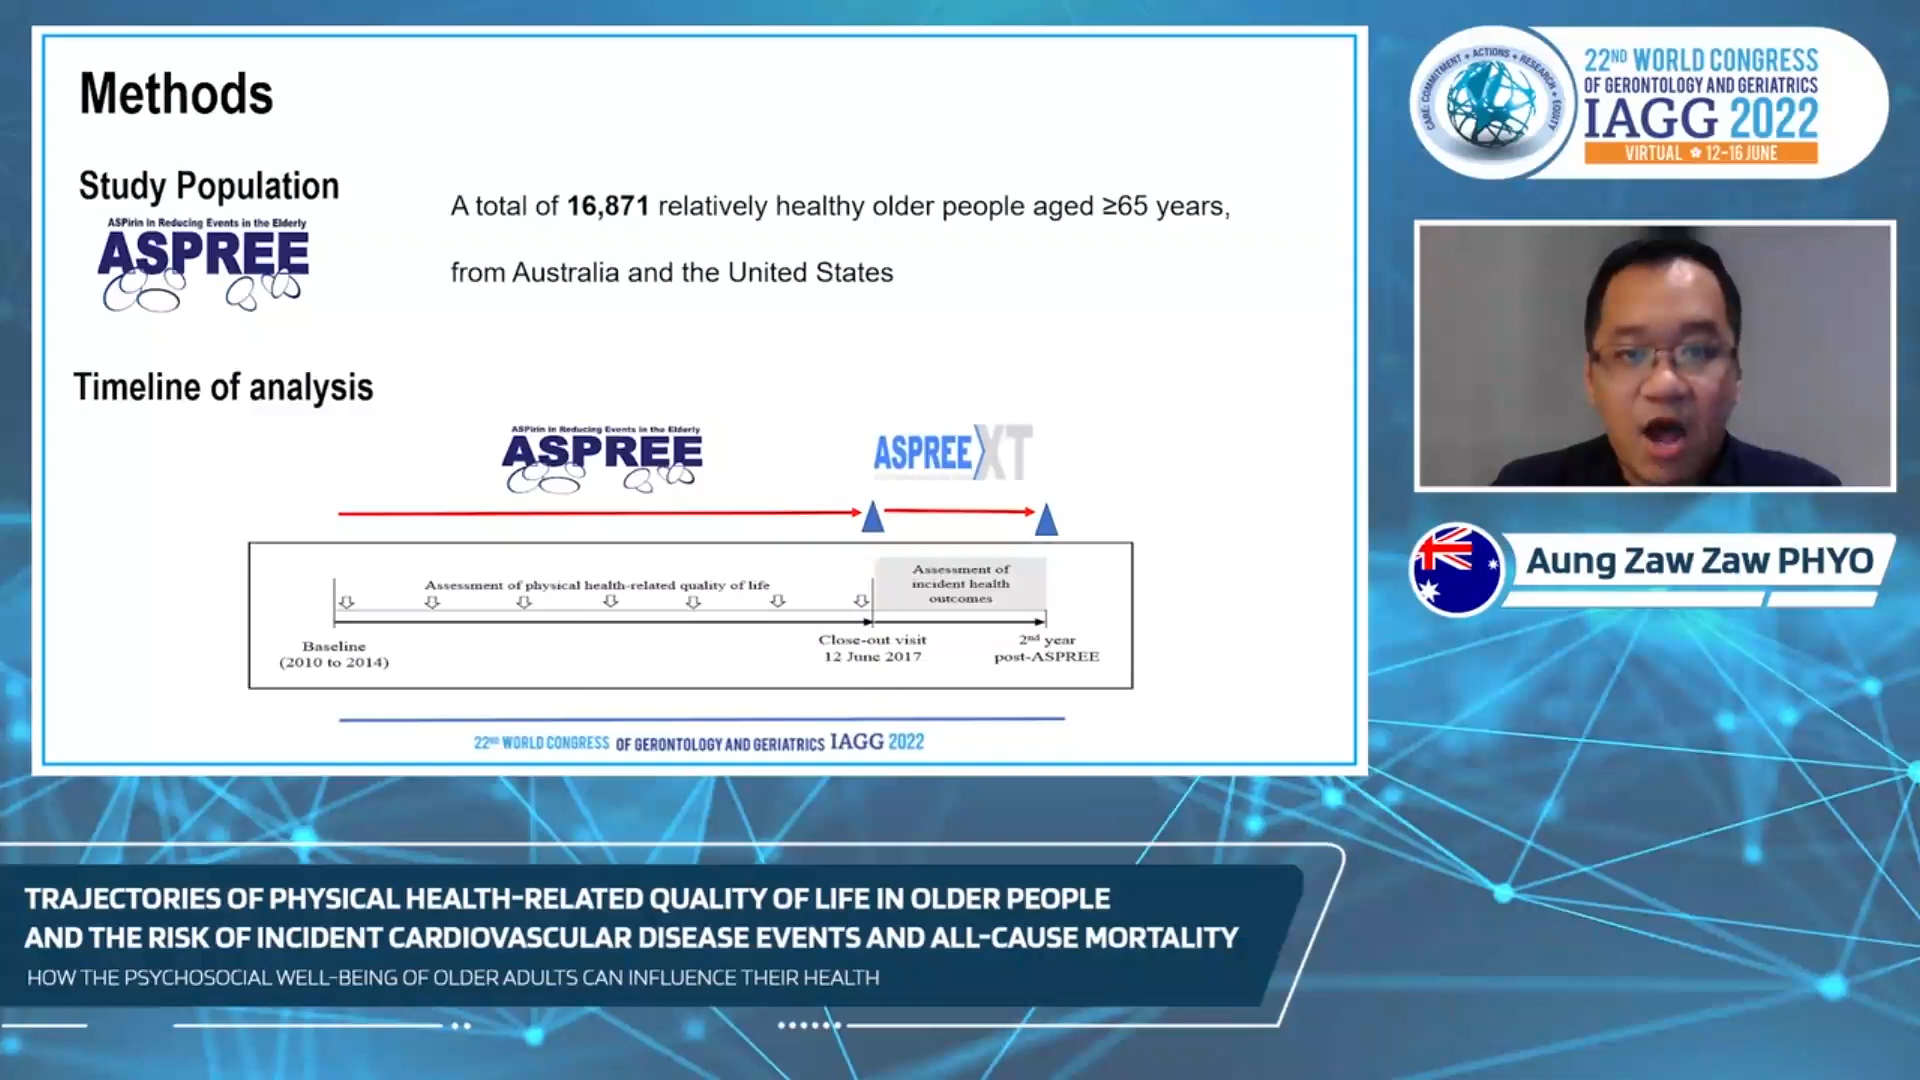 Methods
Study Population
ASPirin in Reducing Events in the Elderly
ASPREE
A total of 16,871 relatively healthy older people aged ≥65 years,
from Australia and the United States
Timeline of analysis
ASPirin in Reducing Events in the Elderly
ASPREE
ASPREE XT
Assessment of physical health-related quality of life
Assessment of
incident health
outcomes
Baseline
(2010 to 2014)
Close-out visit
12 June 2017
2nd year
post-ASPREE
22ND WORLD CONGRESS OF GERONTOLOGY AND GERIATRICS IAGG 2022
CARE: COMMITMENT + ACTIONS + RESEARCH + EQUITY
22ND WORLD CONGRESS
OF GERONTOLOGY AND GERIATRICS
IAGG 2022
VIRTUAL 12-16 JUNE
Aung Zaw Zaw PHYO
TRAJECTORIES OF PHYSICAL HEALTH-RELATED QUALITY OF LIFE IN OLDER PEOPLE
AND THE RISK OF INCIDENT CARDIOVASCULAR DISEASE EVENTS AND ALL-CAUSE MORTALITY
HOW THE PSYCHOSOCIAL WELL-BEING OF OLDER ADULTS CAN INFLUENCE THEIR HEALTH